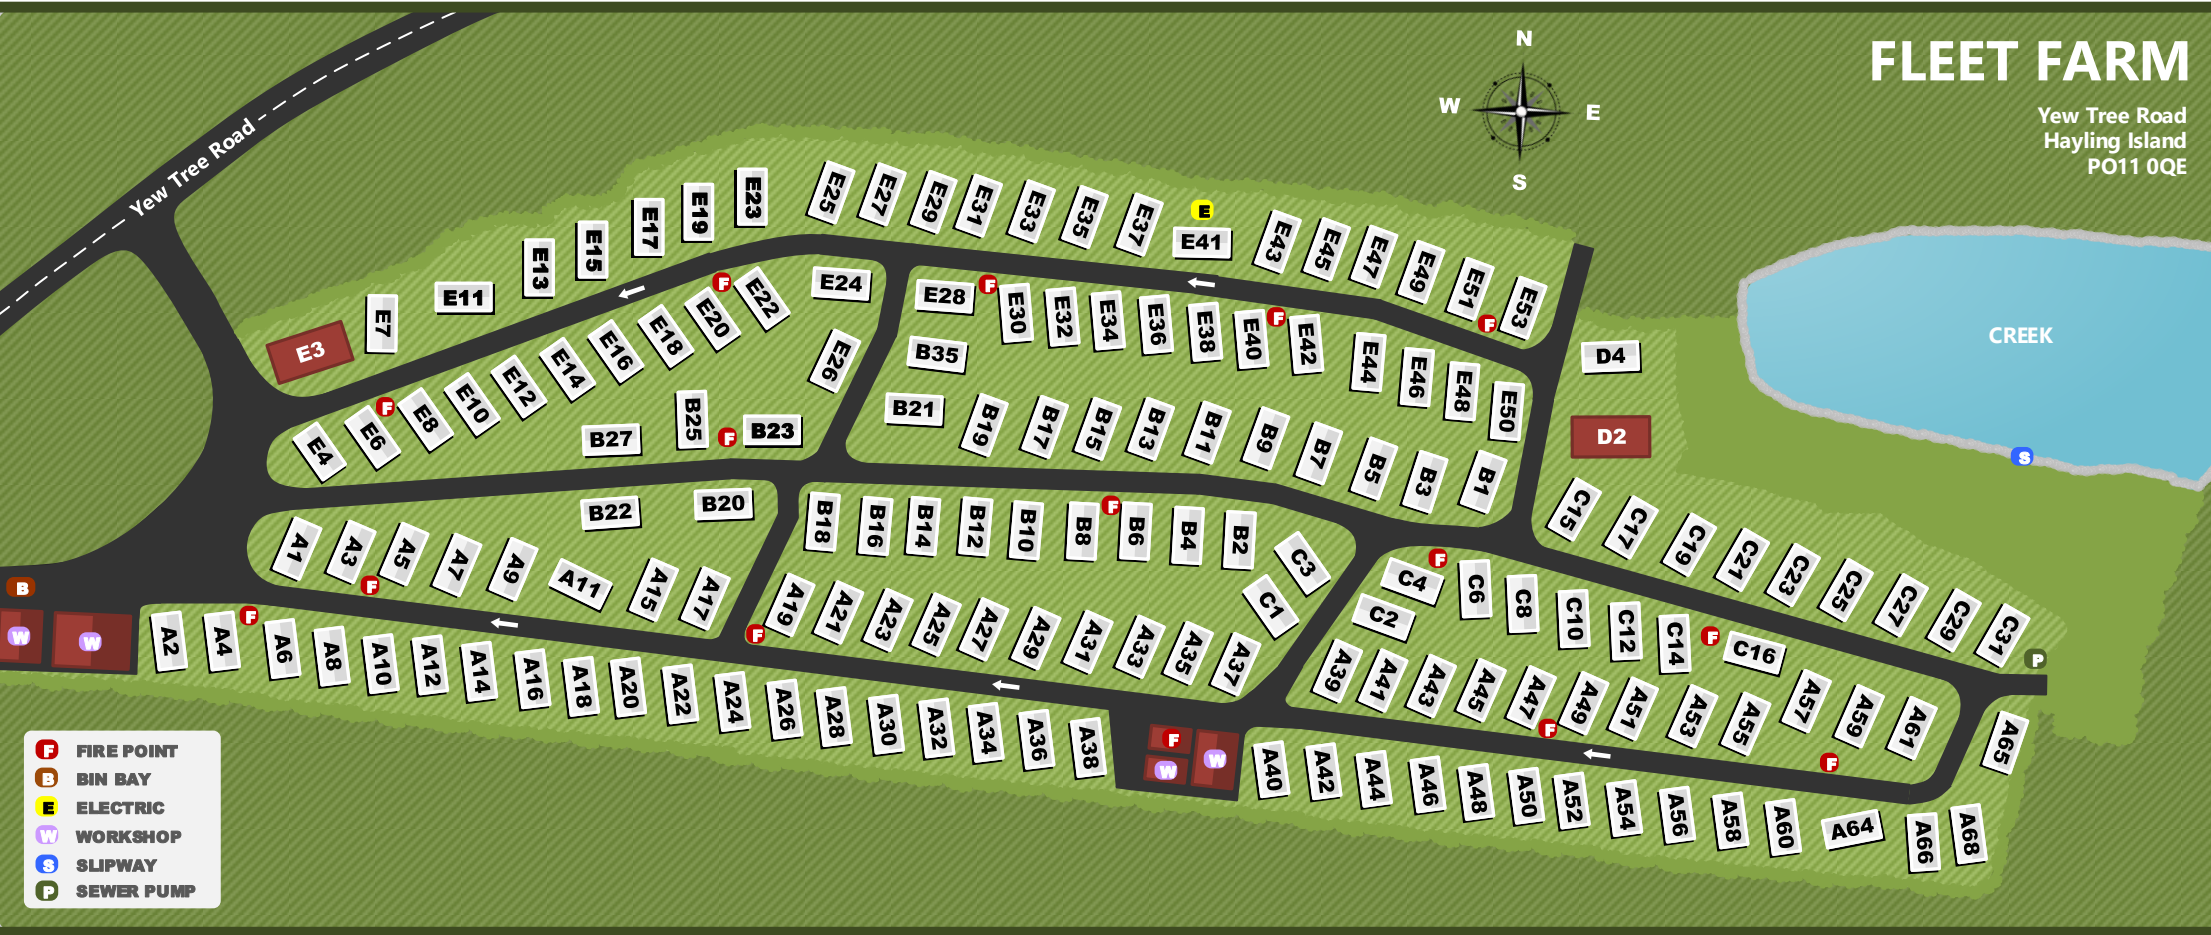 FLEET FARM
Yew Tree Road
Hayling Island
PO11 0QE
N
W
E
S
Yew Tree Road
CREEK
E3
E7
E11
E13
E15
E17
E19
E23
E25
E27
E29
E31
E33
E35
E37
E
E41
E43
E45
E47
E49
E51
F
E53
E4
F
E6
E8
E10
E12
E14
E16
E18
E20
F
E22
E24
E26
E28
F
E30
E32
E34
E36
E38
E40
F
E42
E44
E46
E48
E50
D4
D2
S
B35
B27
B25
F
B23
B21
B19
B17
B15
B13
B11
B9
B7
B5
B3
B1
B22
B20
B18
B16
B14
B12
B10
B8
F
B6
B4
B2
C3
C1
C15
C17
C19
C21
C23
C25
C27
C29
C31
P
F
C4
C2
C6
C8
C10
C12
C14
F
C16
A1
A3
F
A5
A7
A9
A11
A15
A17
F
A19
A21
A23
A25
A27
A29
A31
A33
A35
A37
A39
A41
A43
A45
A47
F
A49
A51
A53
A55
A57
F
A59
A61
A65
B
W
W
A2
A4
F
A6
A8
A10
A12
A14
A16
A18
A20
A22
A24
A26
A28
A30
A32
A34
A36
A38
F
W
W
A40
A42
A44
A46
A48
A50
A52
A54
A56
A58
A60
A64
A66
A68
F FIRE POINT
B BIN BAY
E ELECTRIC
W WORKSHOP
S SLIPWAY
P SEWER PUMP